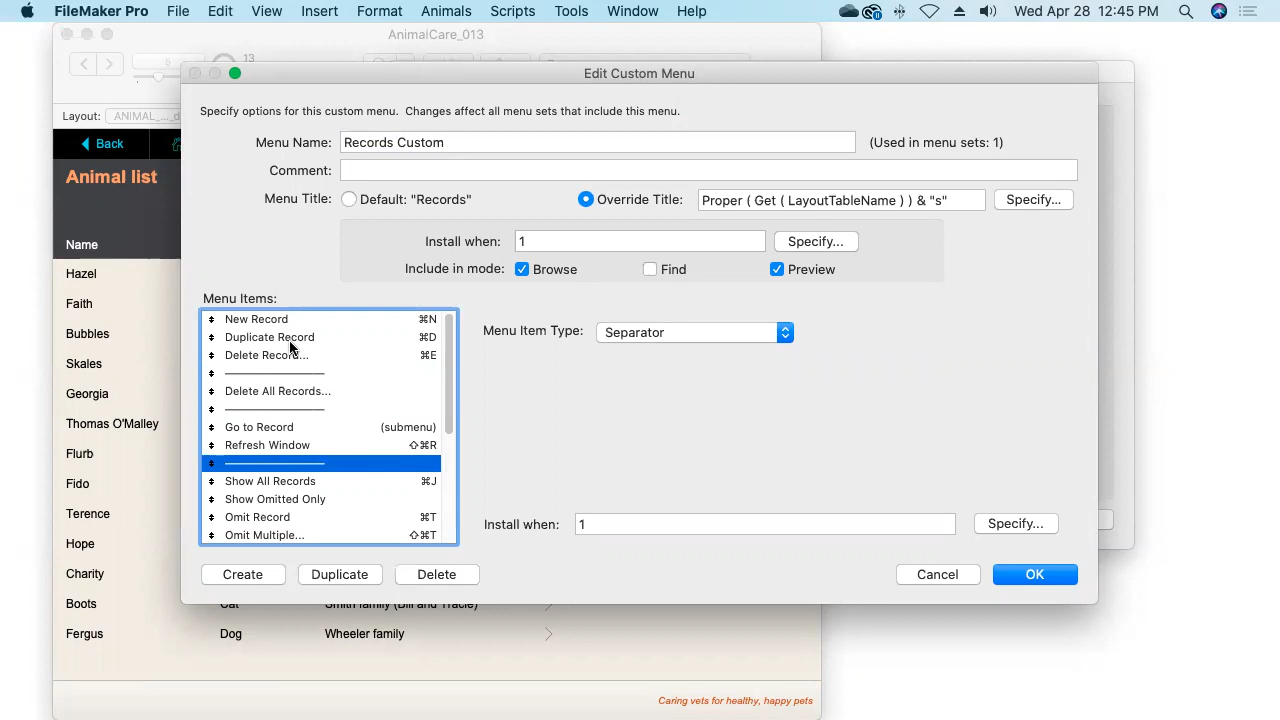 FileMaker Pro File Edit View Insert Format Animals Scripts Tools Window Help Wed Apr 28 12:45 PM
AnimalCare_013
13
Layout:
Back
Animal list
Name
Hazel
Faith
Bubbles
Skales
Georgia
Thomas O'Malley
Flurb
Fido
Terence
Hope
Charity
Boots Cat Smith family (Bill and Tracie)
Fergus Dog Wheeler family
Caring vets for healthy, happy pets
Edit Custom Menu
Specify options for this custom menu. Changes affect all menu sets that include this menu.
Menu Name: Records Custom (Used in menu sets: 1)
Comment:
Menu Title: Default: "Records" Override Title: Proper ( Get ( LayoutTableName ) ) & "s" Specify...
Install when: 1 Specify...
Include in mode: Browse Find Preview
Menu Items:
New Record ⌘N
Duplicate Record ⌘D
Delete Record... ⌘E
Delete All Records...
Go to Record (submenu)
Refresh Window ⇧⌘R
Show All Records ⌘J
Show Omitted Only
Omit Record ⌘T
Omit Multiple... ⇧⌘T
Menu Item Type: Separator
Install when: 1 Specify...
Create Duplicate Delete Cancel OK